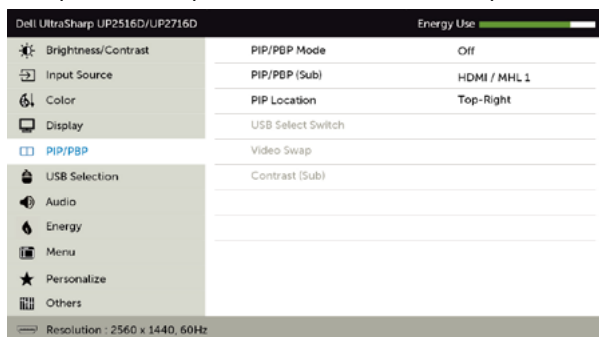 Dell UltraSharp UP2516D/UP2716D Energy Use
Brightness/Contrast PIP/PBP Mode Off
Input Source PIP/PBP (Sub) HDMI / MHL 1
Color PIP Location Top-Right
Display USB Select Switch
PIP/PBP Video Swap
USB Selection Contrast (Sub)
Audio
Energy
Menu
Personalize
Others
Resolution : 2560 x 1440, 60Hz